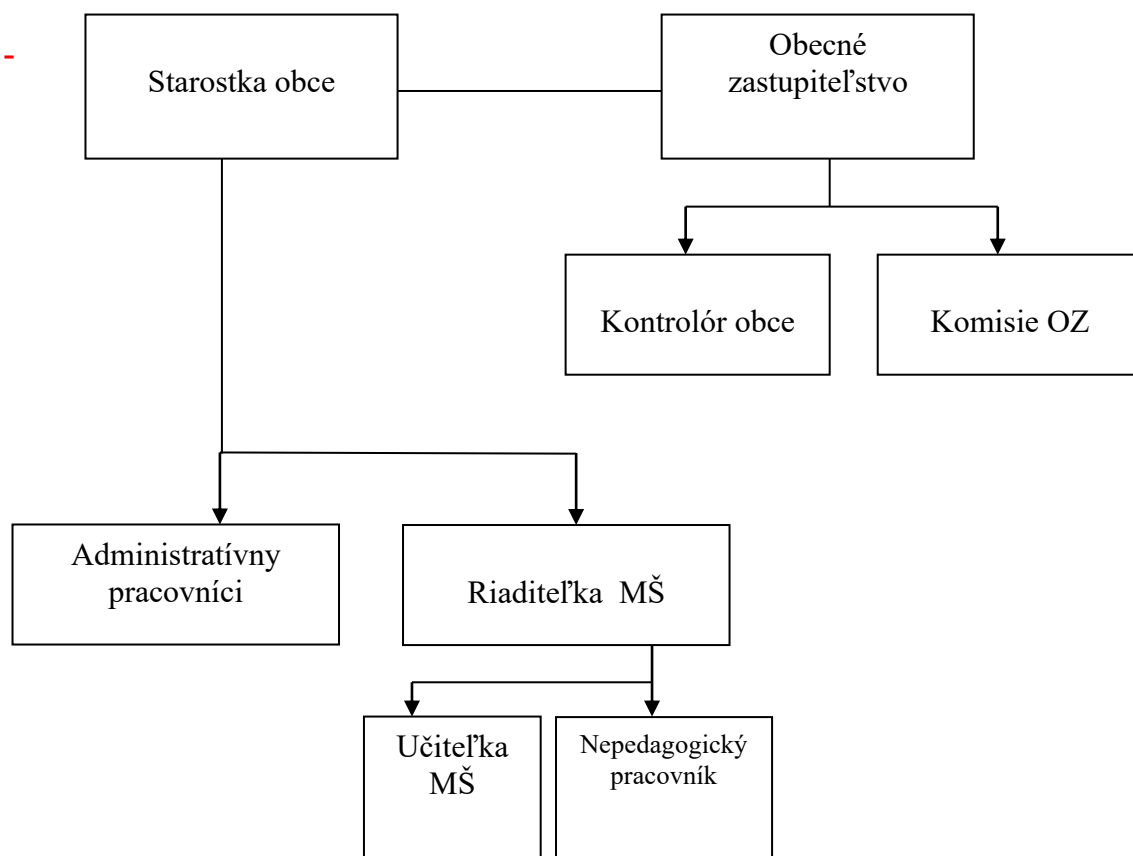 -
Starostka obce
Obecné
zastupiteľstvo
Kontrolór obce
Komisie OZ
Administratívny
pracovníci
Riaditeľka MŠ
Učiteľka
MŠ
Nepedagogický
pracovník